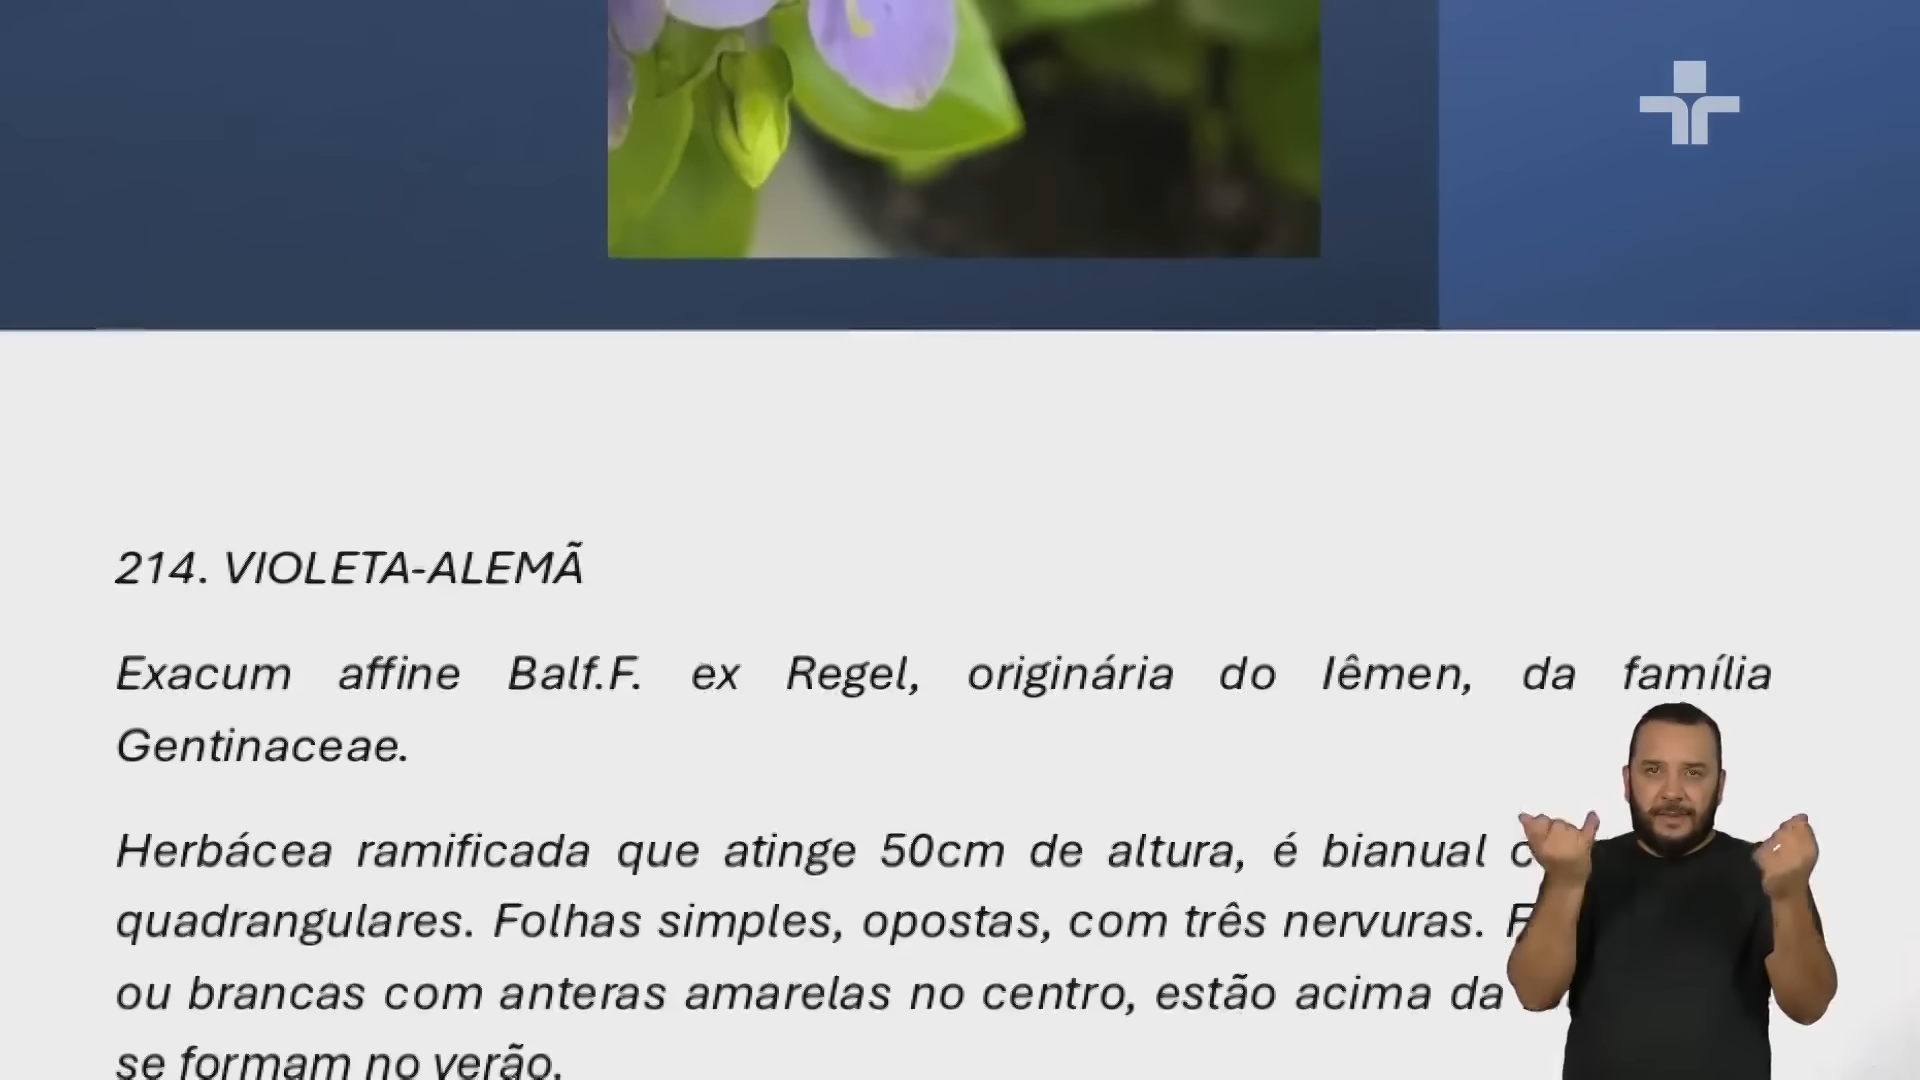 214. VIOLETA-ALEMÃ
Exacum affine Balf.F. ex Regel, originária do Iêmen, da família
Gentinaceae.
Herbácea ramificada que atinge 50cm de altura, é bianual
quadrangulares. Folhas simples, opostas, com três nervuras.
ou brancas com anteras amarelas no centro, estão acima da
se formam no verão.